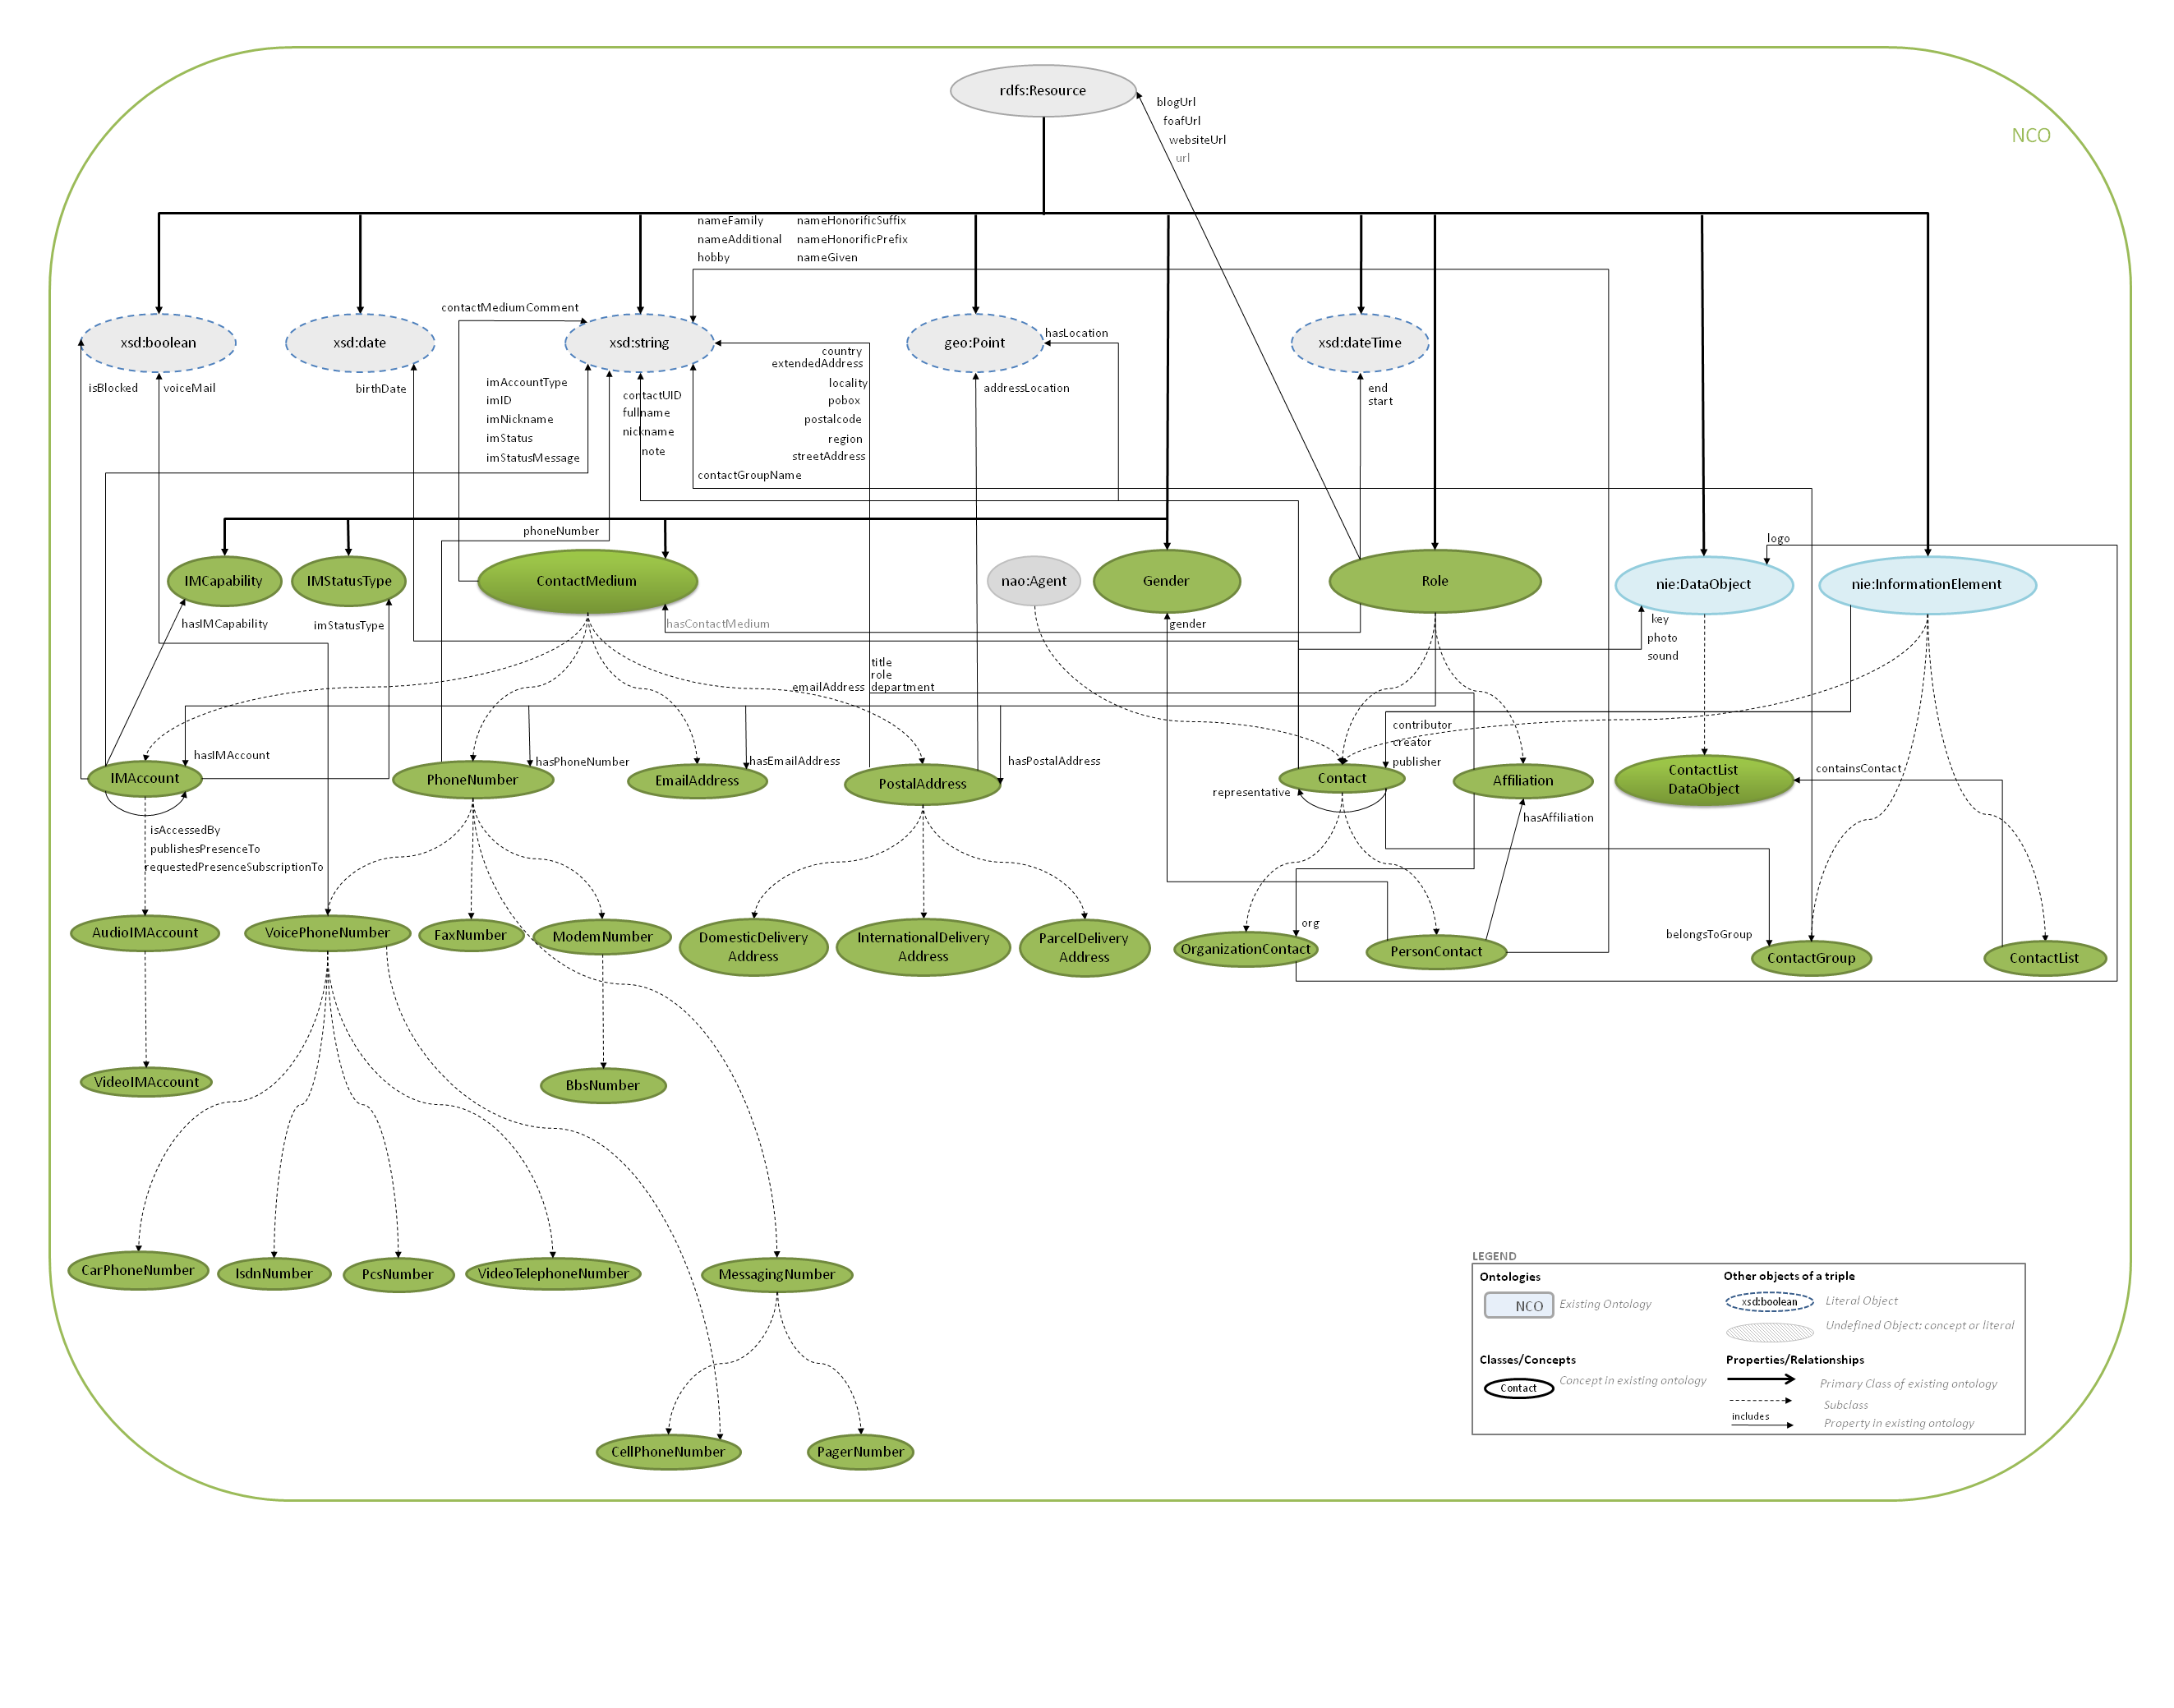 rdfs:Resource
blogUrl
foafUrl
websiteUrl
url
NCO
nameFamily nameHonorificSuffix
nameAdditional nameHonorificPrefix
hobby nameGiven
contactMediumComment
xsd:boolean
xsd:date
xsd:string
geo:Point
hasLocation
xsd:dateTime
country
extendedAddress
locality
pobox
postalcode
region
streetAddress
isBlocked
voiceMail
birthDate
imAccountType
imID
imNickname
imStatus
imStatusMessage
contactUID
fullname
nickname
note
addressLocation
end
start
contactGroupName
phoneNumber
logo
IMCapability
IMStatusType
ContactMedium
nao:Agent
Gender
Role
nie:DataObject
nie:InformationElement
hasIMCapability
imStatusType
hasContactMedium
gender
key
photo
sound
title
role
emailAddress department
contributor
creator
publisher
hasIMAccount
hasPhoneNumber
hasEmailAddress
hasPostalAddress
IMAccount
PhoneNumber
EmailAddress
PostalAddress
Contact
Affiliation
ContactList
DataObject
containsContact
representative
hasAffiliation
isAccessedBy
publishesPresenceTo
requestedPresenceSubscriptionTo
org
belongsToGroup
AudioIMAccount
VoicePhoneNumber
FaxNumber
ModemNumber
DomesticDelivery
Address
InternationalDelivery
Address
ParcelDelivery
Address
OrganizationContact
PersonContact
ContactGroup
ContactList
VideoIMAccount
BbsNumber
CarPhoneNumber
IsdnNumber
PcsNumber
VideoTelephoneNumber
MessagingNumber
CellPhoneNumber
PagerNumber
LEGEND
Ontologies
NCO
Existing Ontology
Other objects of a triple
xsd:boolean
Literal Object
Undefined Object: concept or literal
Classes/Concepts
Contact
Concept in existing ontology
Properties/Relationships
Primary Class of existing ontology
Subclass
includes
Property in existing ontology